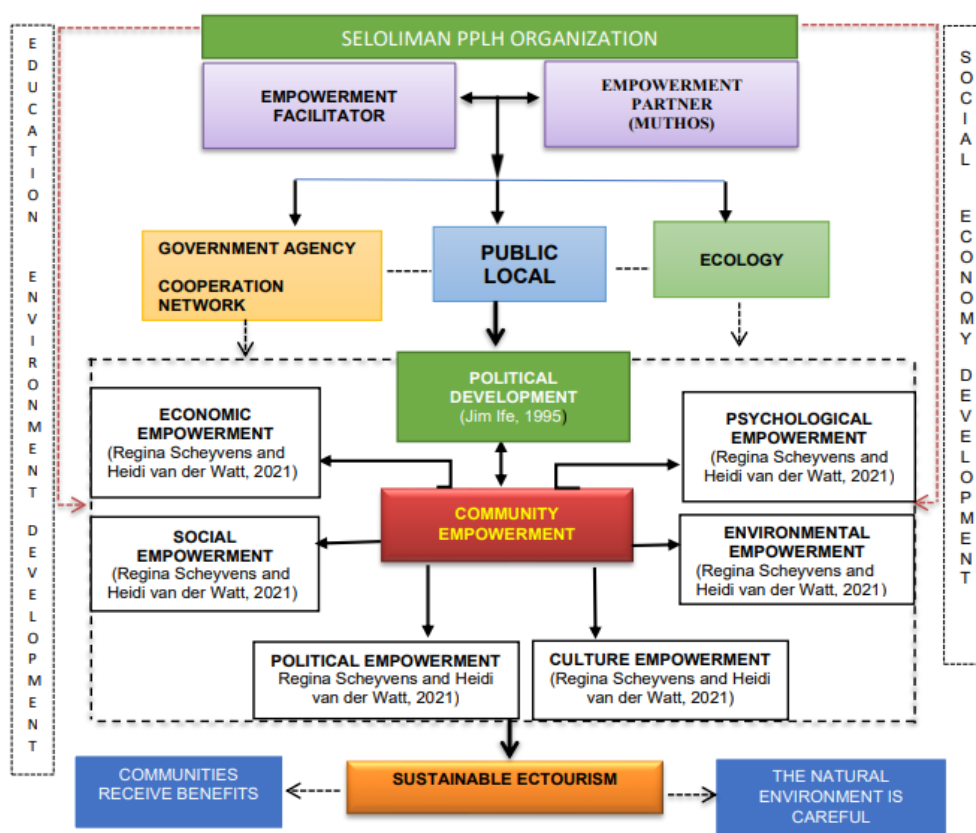 SELOLIMAN PPLH ORGANIZATION
EMPOWERMENT
FACILITATOR
EMPOWERMENT
PARTNER
(MUTHOS)
EDUCATION ENVIRONMENT DEVELOPMENT
SOCIAL ECONOMY DEVELOPMENT
GOVERNMENT AGENCY
COOPERATION
NETWORK
PUBLIC
LOCAL
ECOLOGY
POLITICAL
DEVELOPMENT
(Jim Ife, 1995)
ECONOMIC
EMPOWERMENT
(Regina Scheyvens and
Heidi van der Watt, 2021)
PSYCHOLOGICAL
EMPOWERMENT
(Regina Scheyvens and
Heidi van der Watt, 2021)
COMMUNITY
EMPOWERMENT
SOCIAL
EMPOWERMENT
(Regina Scheyvens and
Heidi van der Watt, 2021)
ENVIRONMENTAL
EMPOWERMENT
(Regina Scheyvens and
Heidi van der Watt, 2021)
POLITICAL EMPOWERMENT
Regina Scheyvens and Heidi
van der Watt, 2021)
CULTURE EMPOWERMENT
(Regina Scheyvens and Heidi
van der Watt, 2021)
COMMUNITIES
RECEIVE BENEFITS
SUSTAINABLE ECTOURISM
THE NATURAL
ENVIRONMENT IS
CAREFUL